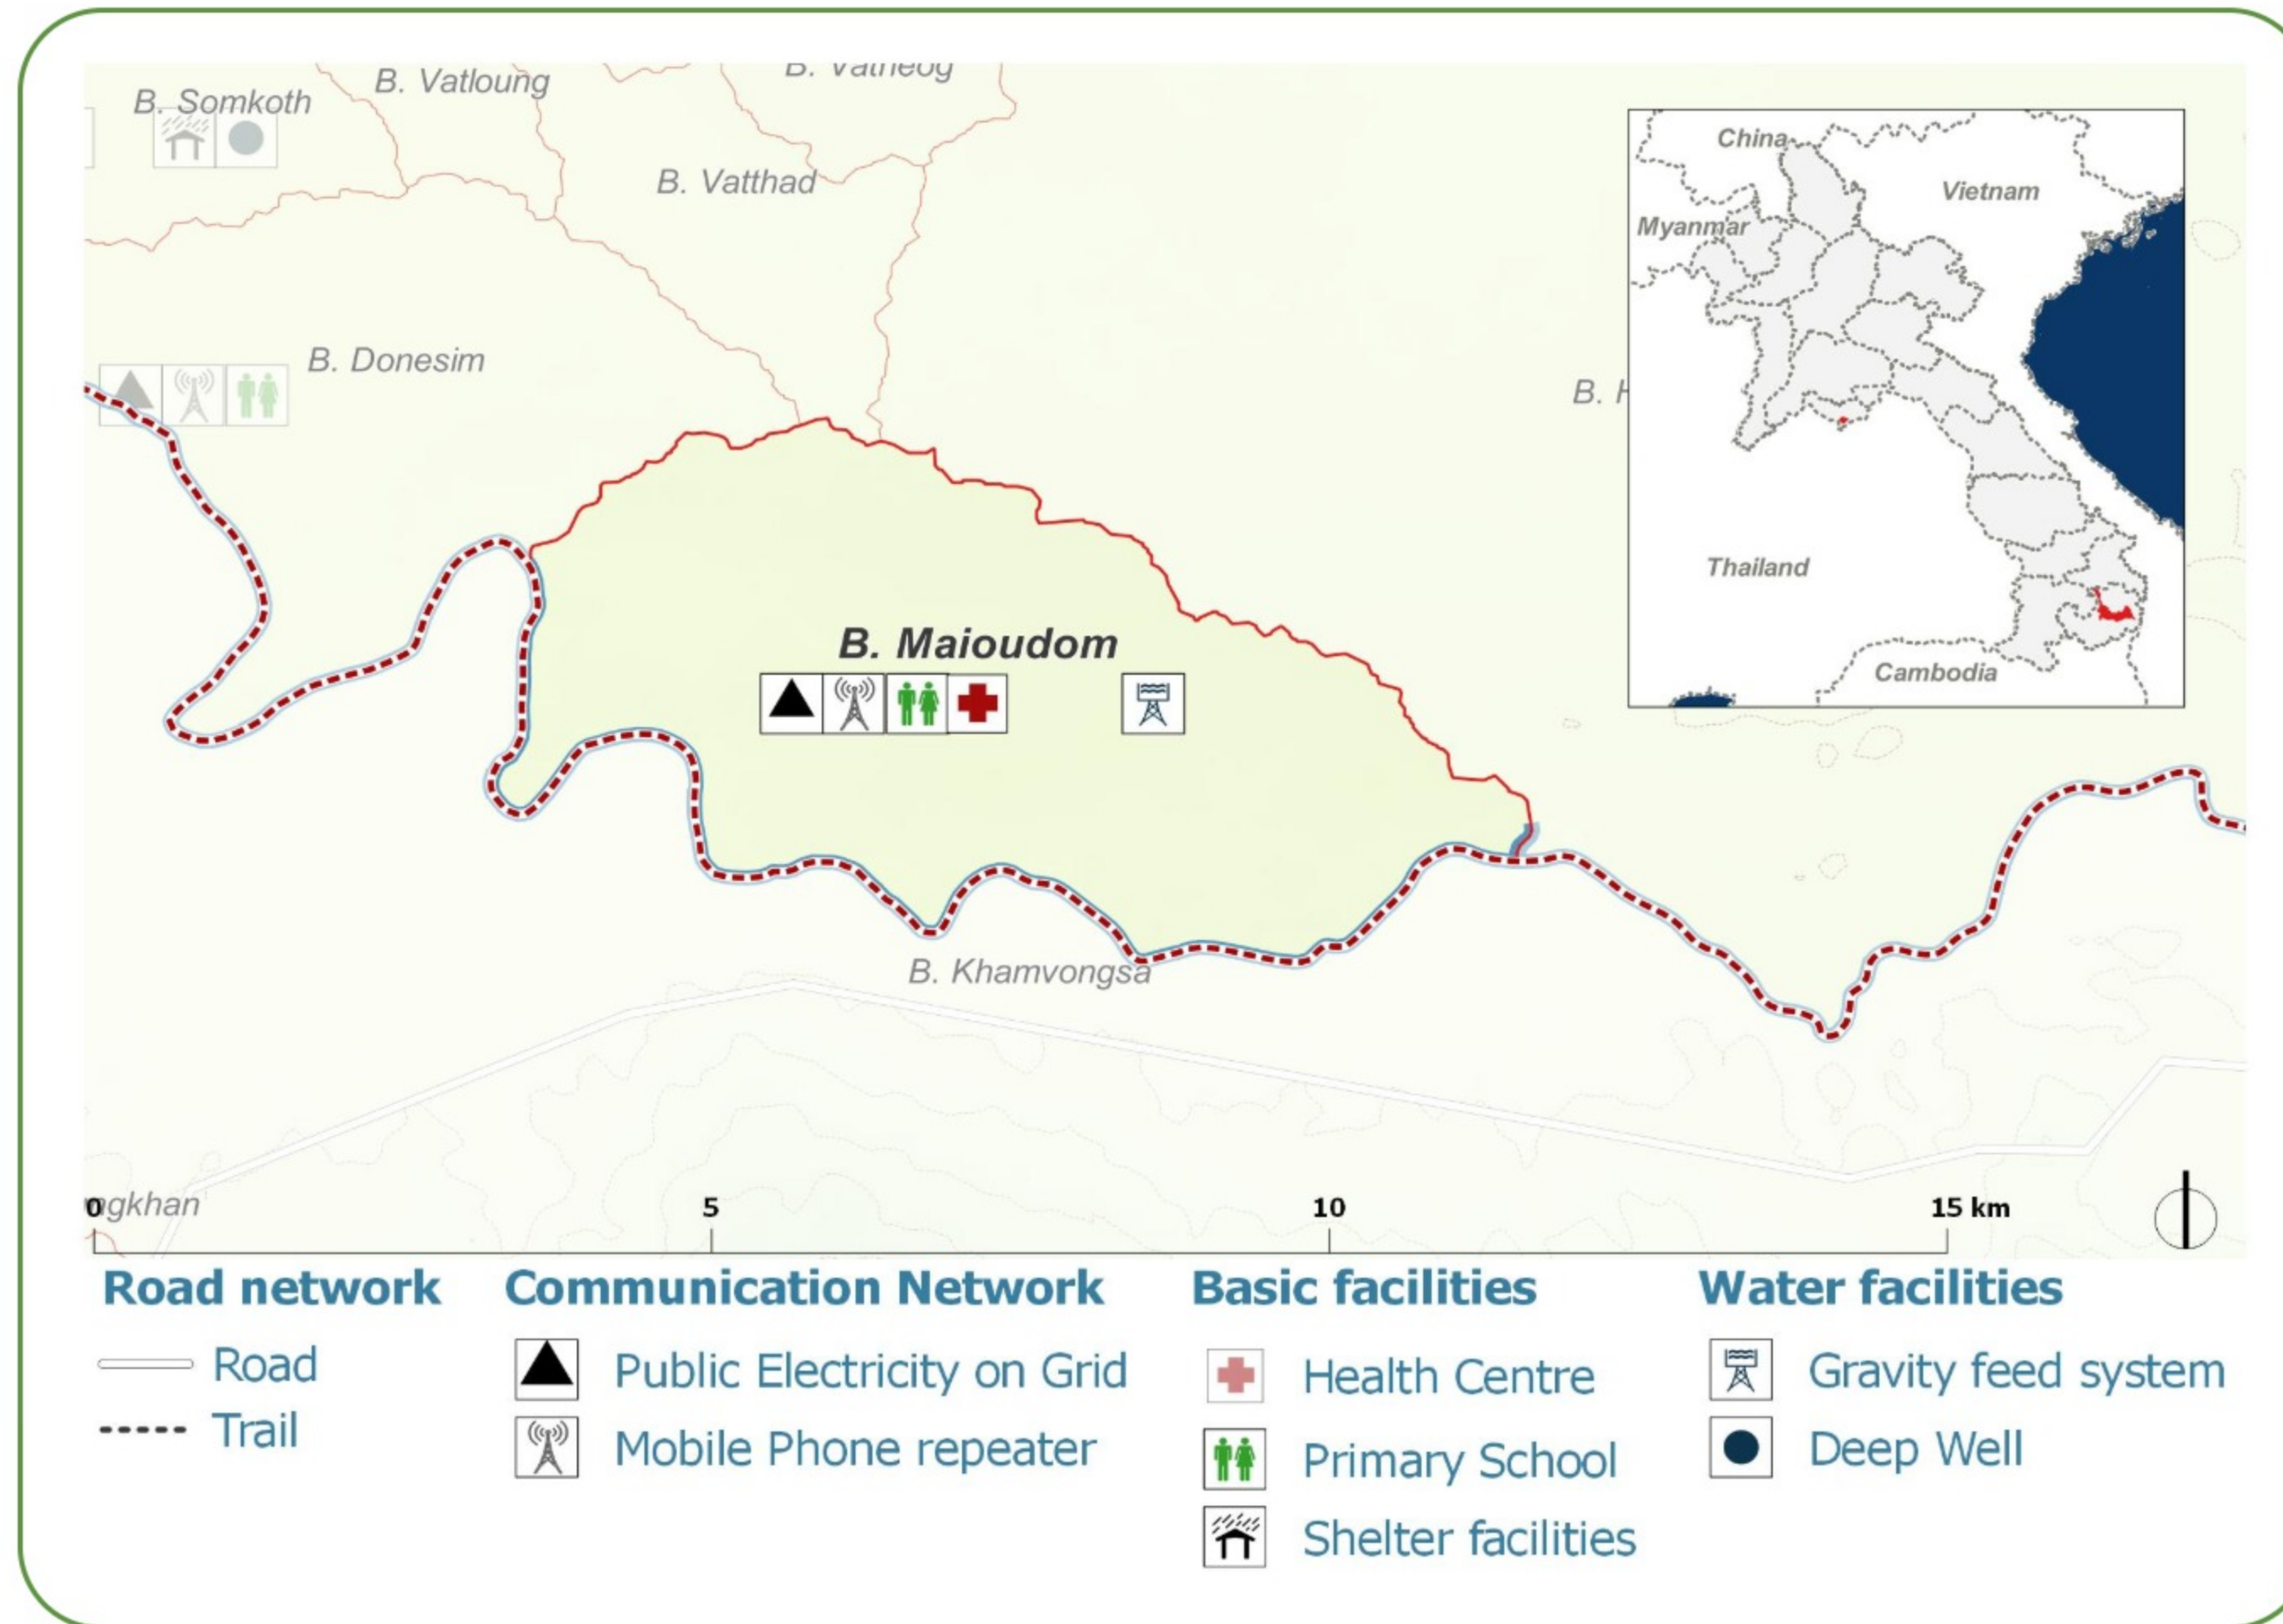 B. Vatloung
B. Somkoth
B. Vatthad
B. Donesim
B. Maioudom
B. Khamvongsa
China
Vietnam
Myanmar
Thailand
Cambodia
0
5
10
15 km
Road network
Road
Trail
Communication Network
Public Electricity on Grid
Mobile Phone repeater
Basic facilities
Health Centre
Primary School
Shelter facilities
Water facilities
Gravity feed system
Deep Well